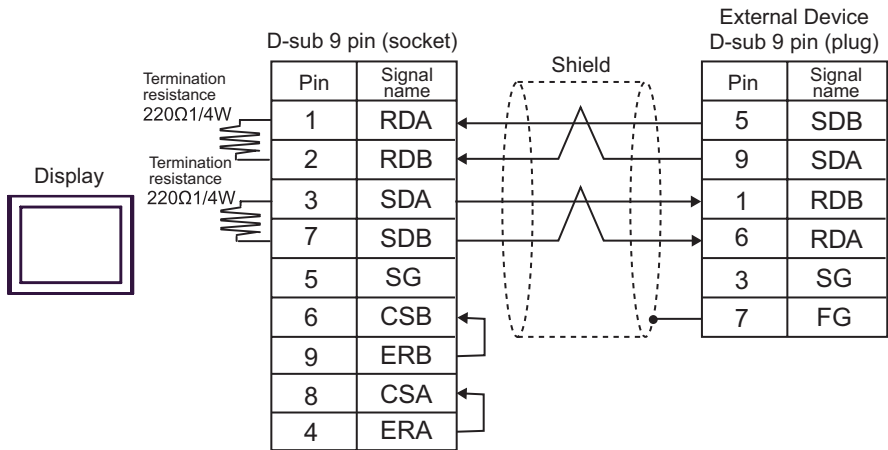 External Device
D-sub 9 pin (socket)
D-sub 9 pin (plug)
Shield
Display
Termination
resistance
220Ω1/4W
Termination
resistance
220Ω1/4W
Pin Signal name
1 RDA
2 RDB
3 SDA
7 SDB
5 SG
6 CSB
9 ERB
8 CSA
4 ERA
Pin Signal name
5 SDB
9 SDA
1 RDB
6 RDA
3 SG
7 FG